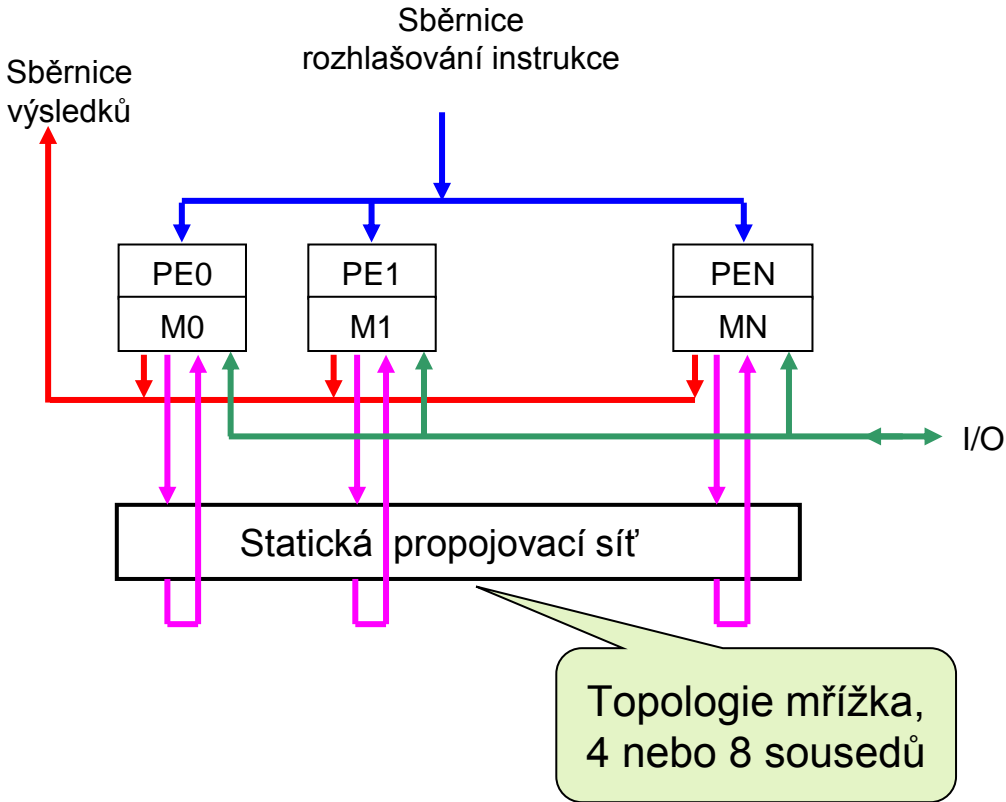 Sběrnice
rozhlašování instrukce
Sběrnice
výsledků
PE0
PE1
PEN
M0
M1
MN
I/O
Statická propojovací síť
Topologie mřížka,
4 nebo 8 sousedů